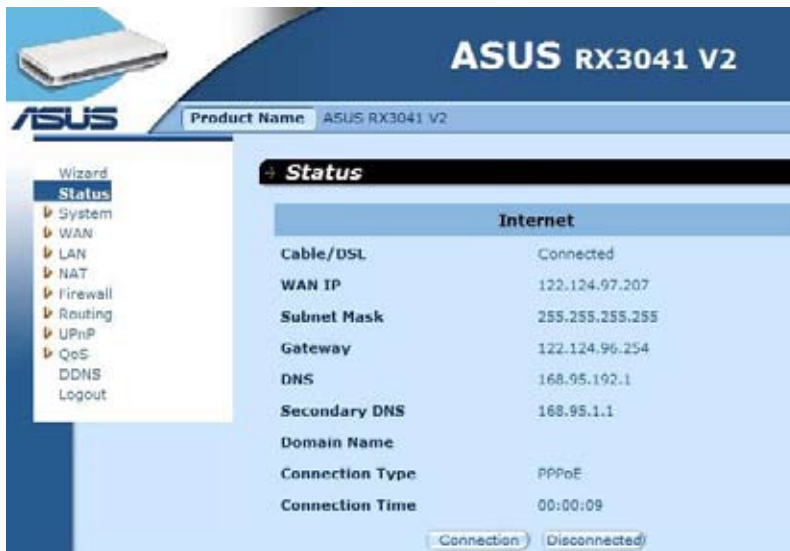 ASUS RX3041 V2
ASUS
Product Name ASUS RX3041 V2
Wizard
Status
System
WAN
LAN
NAT
Firewall
Routing
UPnP
QoS
DDNS
Logout
Status
Internet
Cable/DSL Connected
WAN IP 122.124.97.207
Subnet Mask 255.255.255.255
Gateway 122.124.96.254
DNS 168.95.192.1
Secondary DNS 168.95.1.1
Domain Name
Connection Type PPPoE
Connection Time 00:00:09
Connection Disconnected